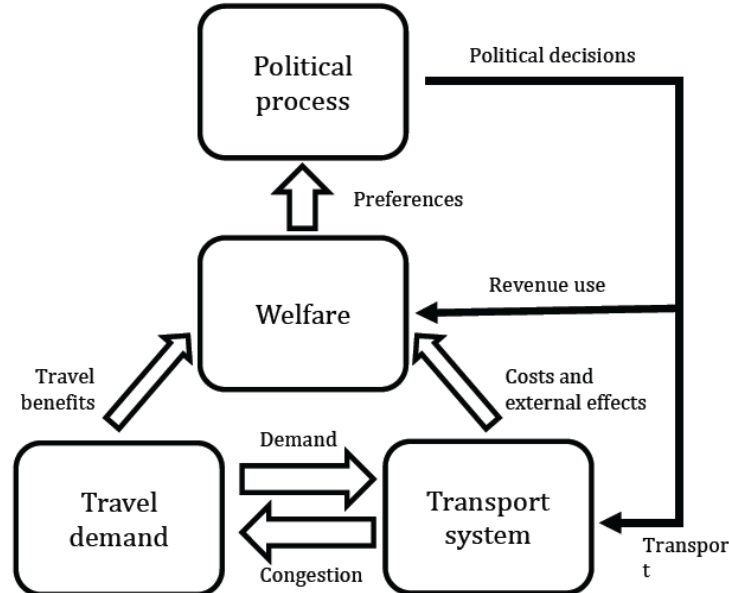 Political
process
Political decisions
Preferences
Revenue use
Welfare
Travel
benefits
Costs and
external effects
Demand
Travel
demand
Transport
system
Congestion
Transpor
t